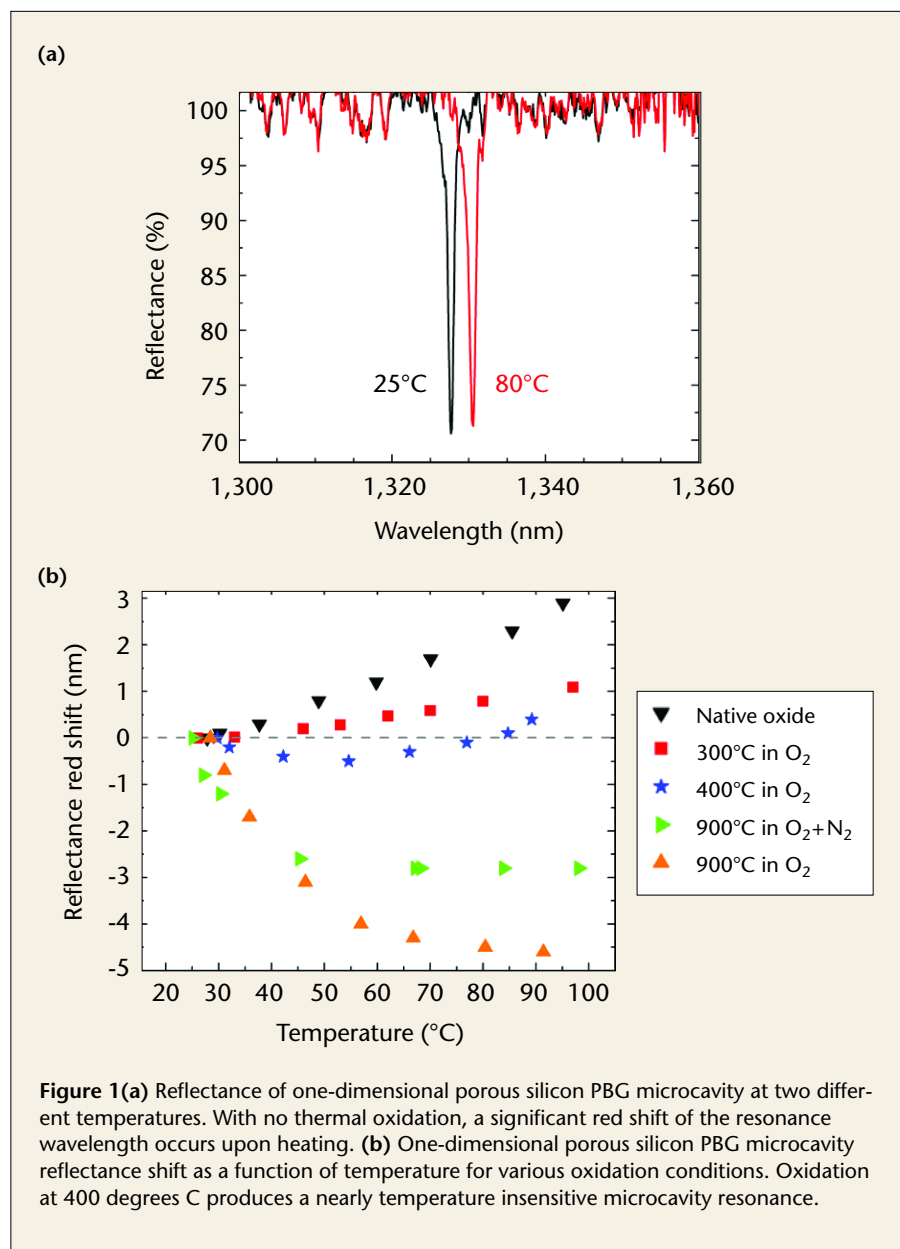 (a)
100
95
90
85
80
75
70
Reflectance (%)
25°C
80°C
1,300
1,320
1,340
1,360
Wavelength (nm)
(b)
3
2
1
0
-1
-2
-3
-4
-5
Reflectance red shift (nm)
20
30
40
50
60
70
80
90
100
Temperature (°C)
Native oxide
300°C in O₂
400°C in O₂
900°C in O₂+N₂
900°C in O₂
Figure 1(a) Reflectance of one-dimensional porous silicon PBG microcavity at two differ-
ent temperatures. With no thermal oxidation, a significant red shift of the resonance
wavelength occurs upon heating. (b) One-dimensional porous silicon PBG microcavity
reflectance shift as a function of temperature for various oxidation conditions. Oxidation
at 400 degrees C produces a nearly temperature insensitive microcavity resonance.